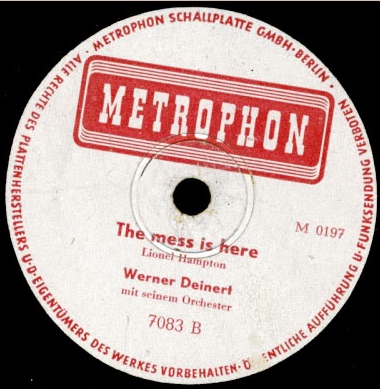 METROPHON SCHALLPLATTE GMBH · BERLIN ·
ALLE RECHTE DES PLATTENHERSTELLERS U·D·EIGENTÜMERS DES WERKES VORBEHALTEN · ÖFFENTLICHE AUFFÜHRUNG U·FUNKSENDUNG VERBOTEN ·
METROPHON
M 0197
The mess is here
Lionel Hampton
Werner Deinert
mit seinem Orchester
7083 B